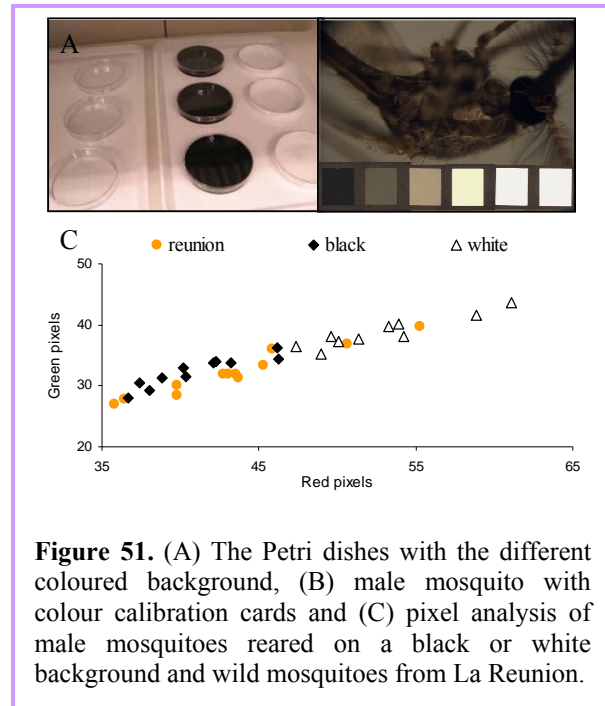 A
C
reunion black white
50
40
30
20
Green pixels
35 45 55 65
Red pixels
Figure 51. (A) The Petri dishes with the different
coloured background, (B) male mosquito with
colour calibration cards and (C) pixel analysis of
male mosquitoes reared on a black or white
background and wild mosquitoes from La Reunion.